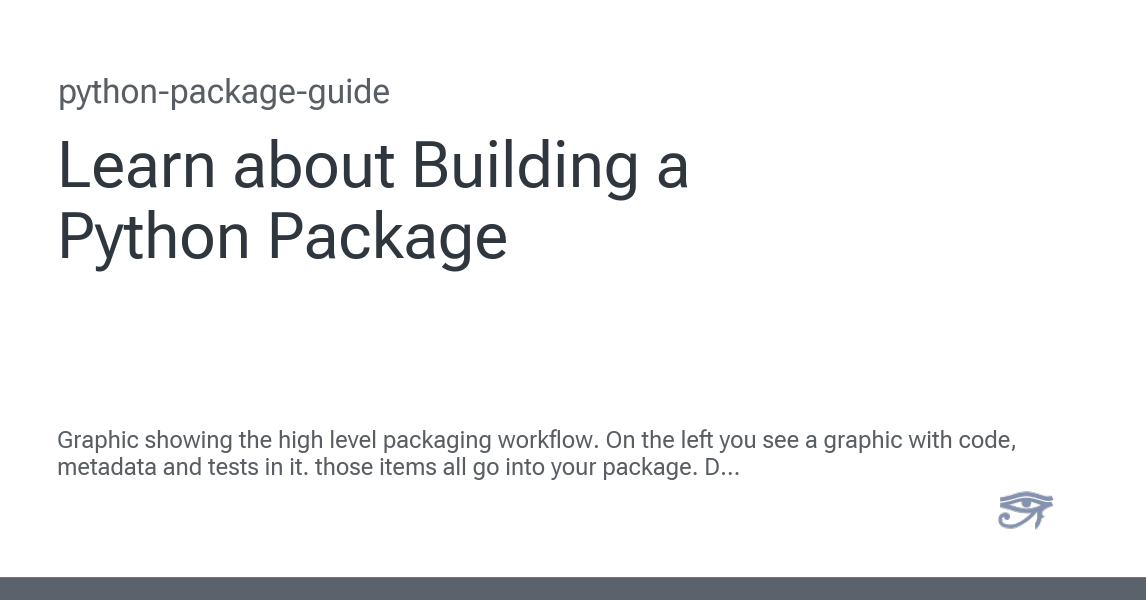 python-package-guide
Learn about Building a
Python Package
Graphic showing the high level packaging workflow. On the left you see a graphic with code,
metadata and tests in it. those items all go into your package. D...